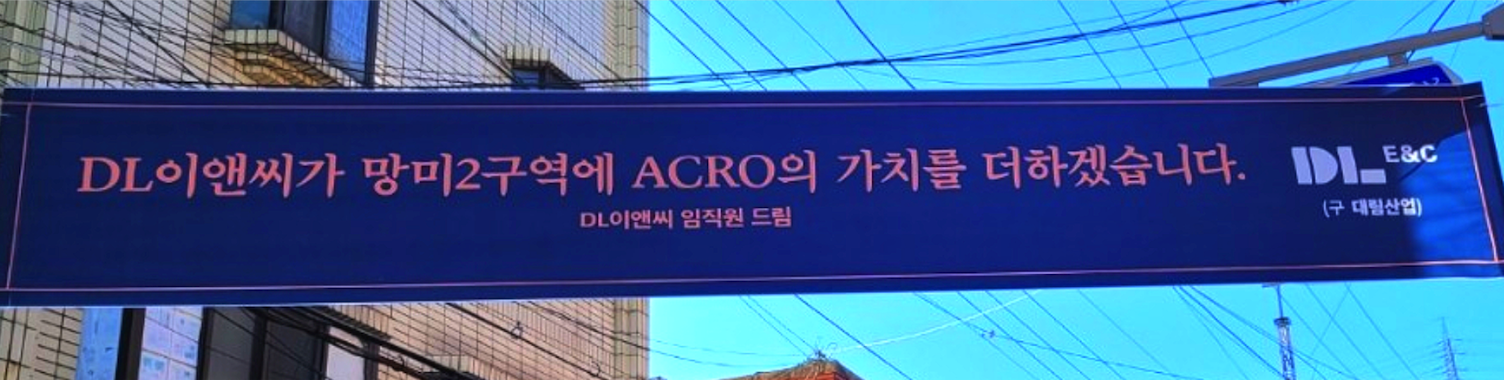 DL이앤씨가 망미2구역에 ACRO의 가치를 더하겠습니다.
DL이앤씨 임직원 드림
DL E&C
(구 대림산업)